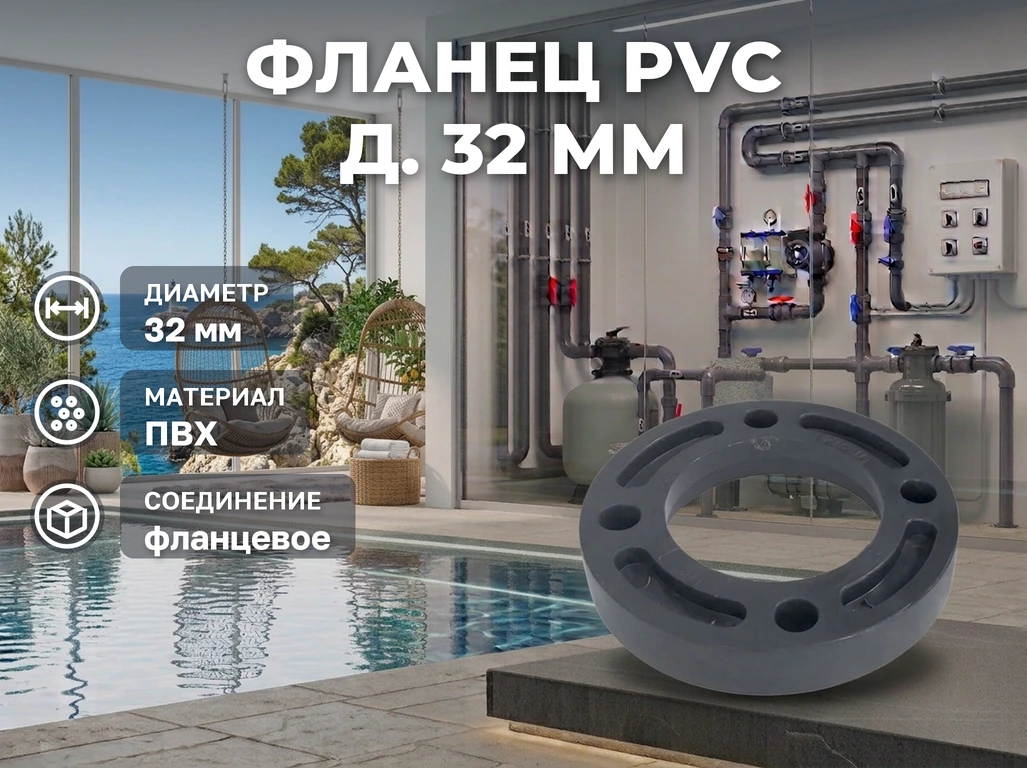 ФЛАНЕЦ PVC
Д. 32 ММ
ДИАМЕТР
32 мм
МАТЕРИАЛ
ПВХ
СОЕДИНЕНИЕ
фланцевое